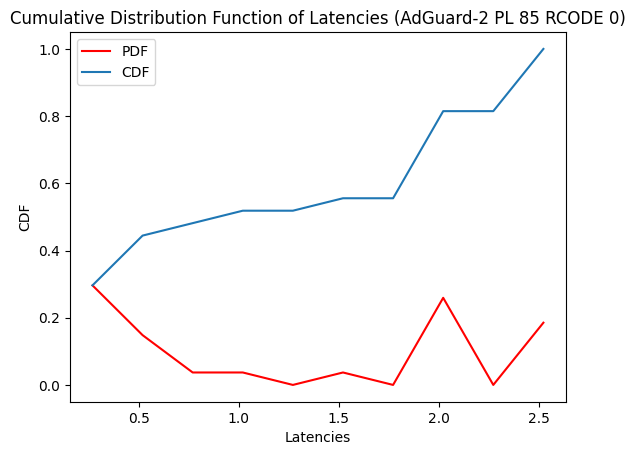 Cumulative Distribution Function of Latencies (AdGuard-2 PL 85 RCODE 0)
PDF
CDF
1.0
0.8
0.6
0.4
0.2
0.0
CDF
0.5
1.0
1.5
2.0
2.5
Latencies